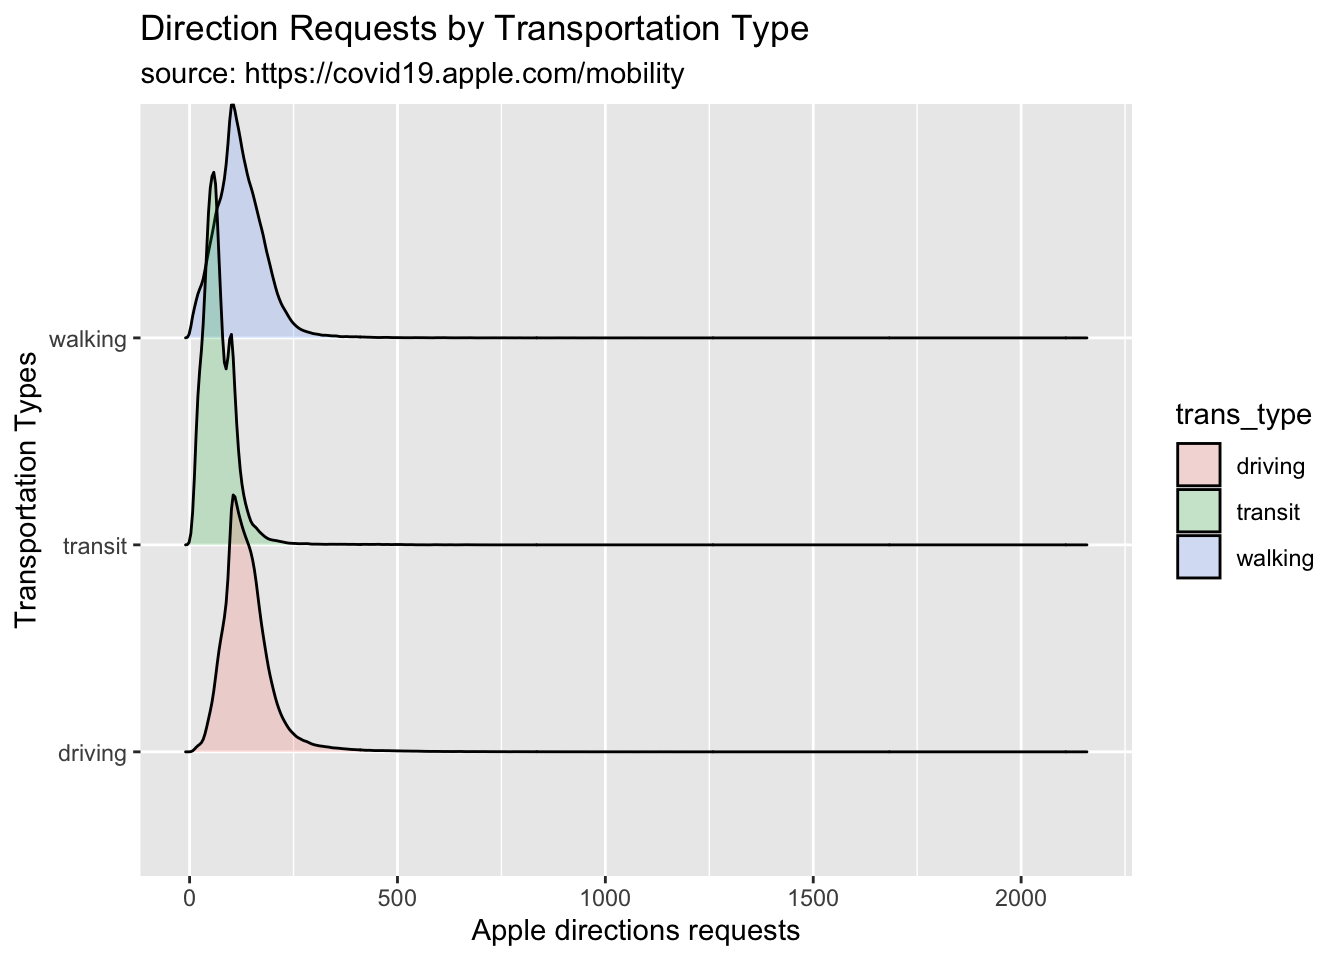 Direction Requests by Transportation Type
source: https://covid19.apple.com/mobility
Transportation Types
walking
transit
driving
0 500 1000 1500 2000
Apple directions requests
trans_type
driving
transit
walking